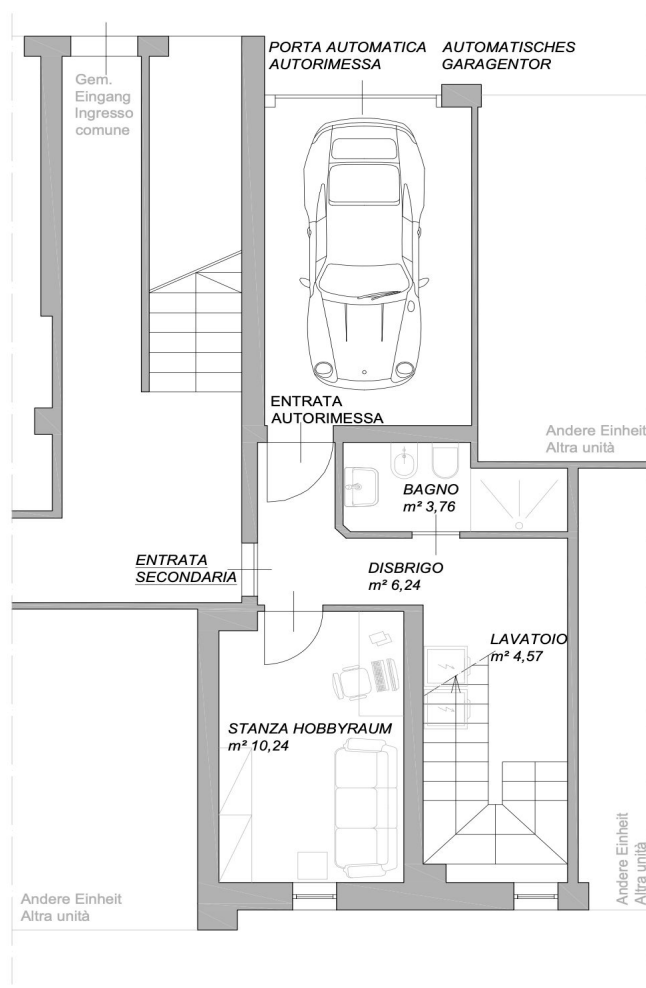 PORTA AUTOMATICA
AUTORIMESSA
AUTOMATISCHES
GARAGENTOR
Gem.
Eingang
Ingresso
comune
ENTRATA
AUTORIMESSA
Andere Einheit
Altra unità
BAGNO
m² 3,76
ENTRATA
SECONDARIA
DISBRIGO
m² 6,24
LAVATOIO
m² 4,57
STANZA HOBBYRAUM
m² 10,24
Andere Einheit
Altra unità
Andere Einheit
Altra unità